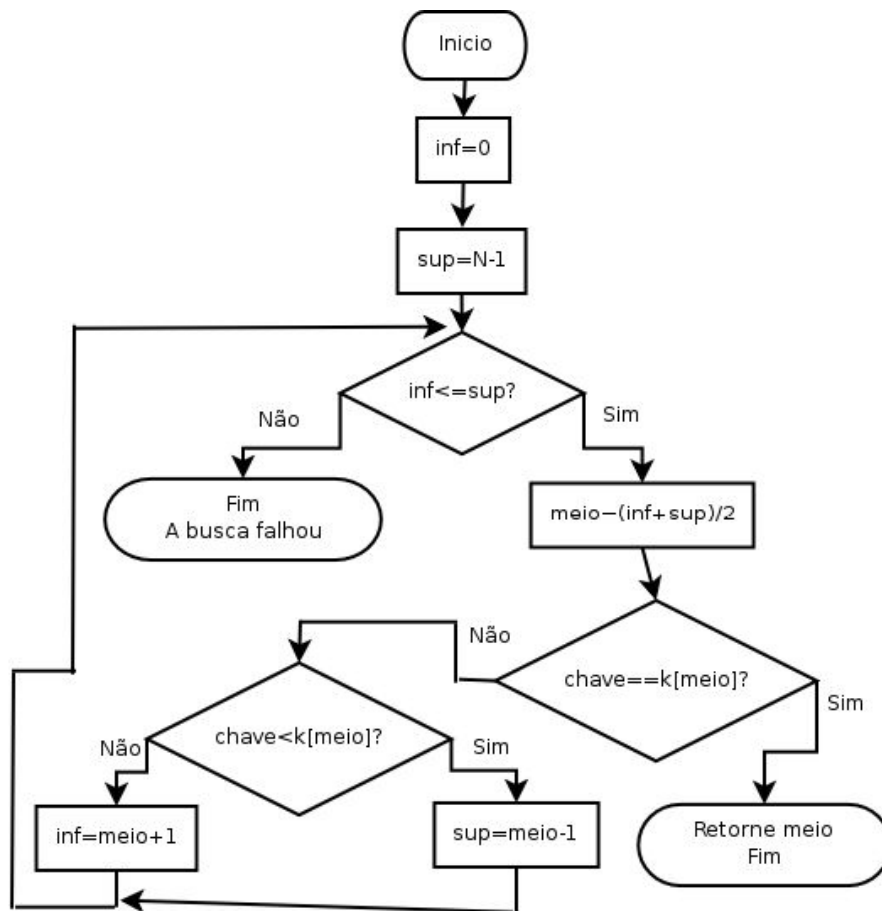 Inicio
inf=0
sup=N-1
inf<=sup?
Não
Sim
Fim
A busca falhou
meio−(inf+sup)/2
Não
chave==k[meio]?
Sim
chave<k[meio]?
Não
Sim
inf=meio+1
sup=meio-1
Retorne meio
Fim